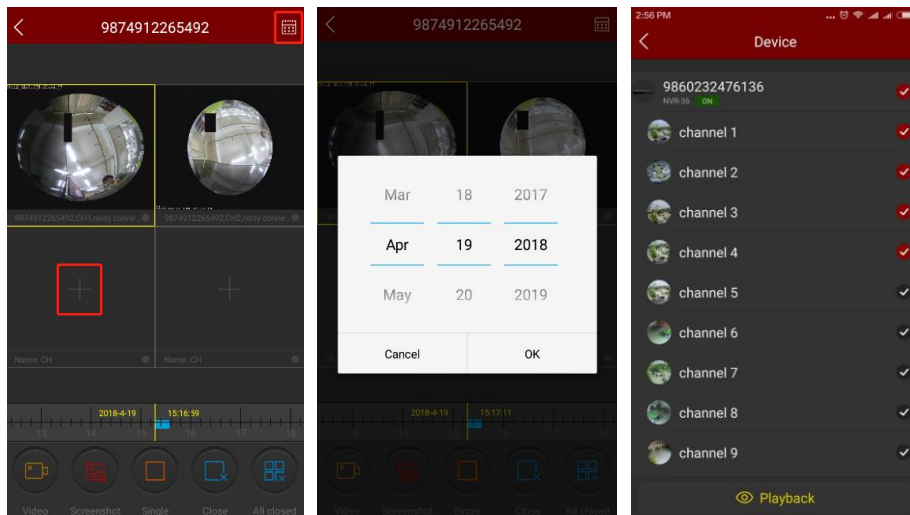 9874912265492
9874912265492,CH1,relay conne..
9874912265492,CH2,relay conne..
Name, CH
Name, CH
2018-4-19
15:16:59
13 14 15 16 17 18
Video
Screenshot
Single
Close
All closed
9874912265492
Mar 18 2017
Apr 19 2018
May 20 2019
Cancel
OK
2018-4-19
15:17:11
Video
Screenshot
Single
Close
All closed
2:56 PM
Device
9860232476136
NVR-36 ON
channel 1
channel 2
channel 3
channel 4
channel 5
channel 6
channel 7
channel 8
channel 9
Playback